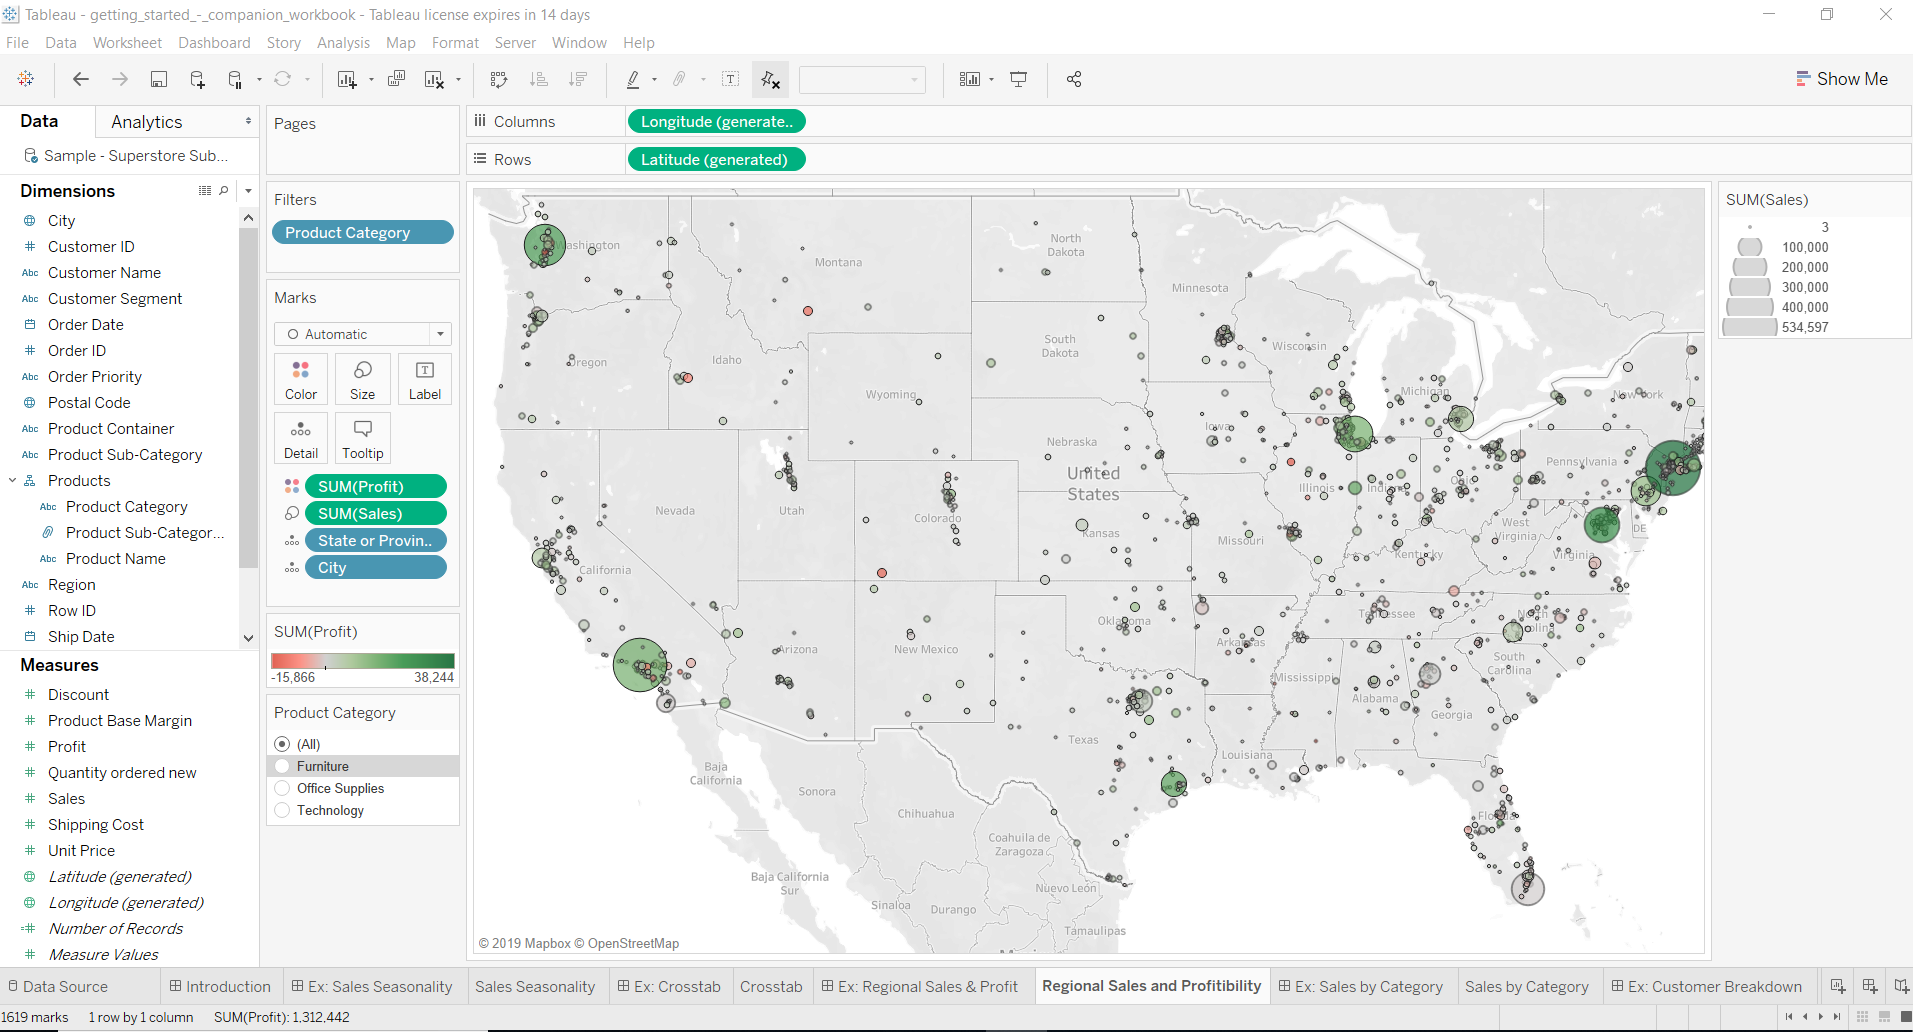 Tableau - getting_started_-_companion_workbook - Tableau license expires in 14 days
File Data Worksheet Dashboard Story Analysis Map Format Server Window Help
Show Me
Data
Analytics
Sample - Superstore Sub...
Dimensions
City
Customer ID
Abc Customer Name
Abc Customer Segment
Order Date
Order ID
Abc Order Priority
Postal Code
Abc Product Container
Abc Product Sub-Category
Products
Abc Product Category
Product Sub-Categor...
Abc Product Name
Abc Region
Row ID
Ship Date
Measures
Discount
Product Base Margin
Profit
Quantity ordered new
Sales
Shipping Cost
Unit Price
Latitude (generated)
Longitude (generated)
Number of Records
Measure Values
Pages
Filters
Product Category
Marks
Automatic
Color Size Label
Detail Tooltip
SUM(Profit)
SUM(Sales)
State or Provin..
City
SUM(Profit)
-15,866 38,244
Product Category
(All)
Furniture
Office Supplies
Technology
Columns
Longitude (generate..
Rows
Latitude (generated)
Washington
Montana
North
Dakota
Minnesota
Oregon
Idaho
South
Dakota
Wisconsin
Wyoming
Michigan
New York
Nebraska
Iowa
United
States
Pennsylvania
Nevada
Utah
Colorado
Kansas
Illinois
Missouri
West
Virginia
DE
Virginia
Kentucky
California
Arizona
New Mexico
Oklahoma
Arkansas
Tennessee
North
Carolina
South
Carolina
Mississippi
Alabama
Georgia
Texas
Louisiana
Florida
Baja
California
Sonora
Chihuahua
Coahuila de
Zaragoza
Baja California
Sur
Nuevo León
Sinaloa
Durango
Tamaulipas
© 2019 Mapbox © OpenStreetMap
SUM(Sales)
3
100,000
200,000
300,000
400,000
534,597
Data Source Introduction Ex: Sales Seasonality Sales Seasonality Ex: Crosstab Crosstab Ex: Regional Sales & Profit Regional Sales and Profitibility Ex: Sales by Category Sales by Category Ex: Customer Breakdown
1619 marks 1 row by 1 column SUM(Profit): 1,312,442